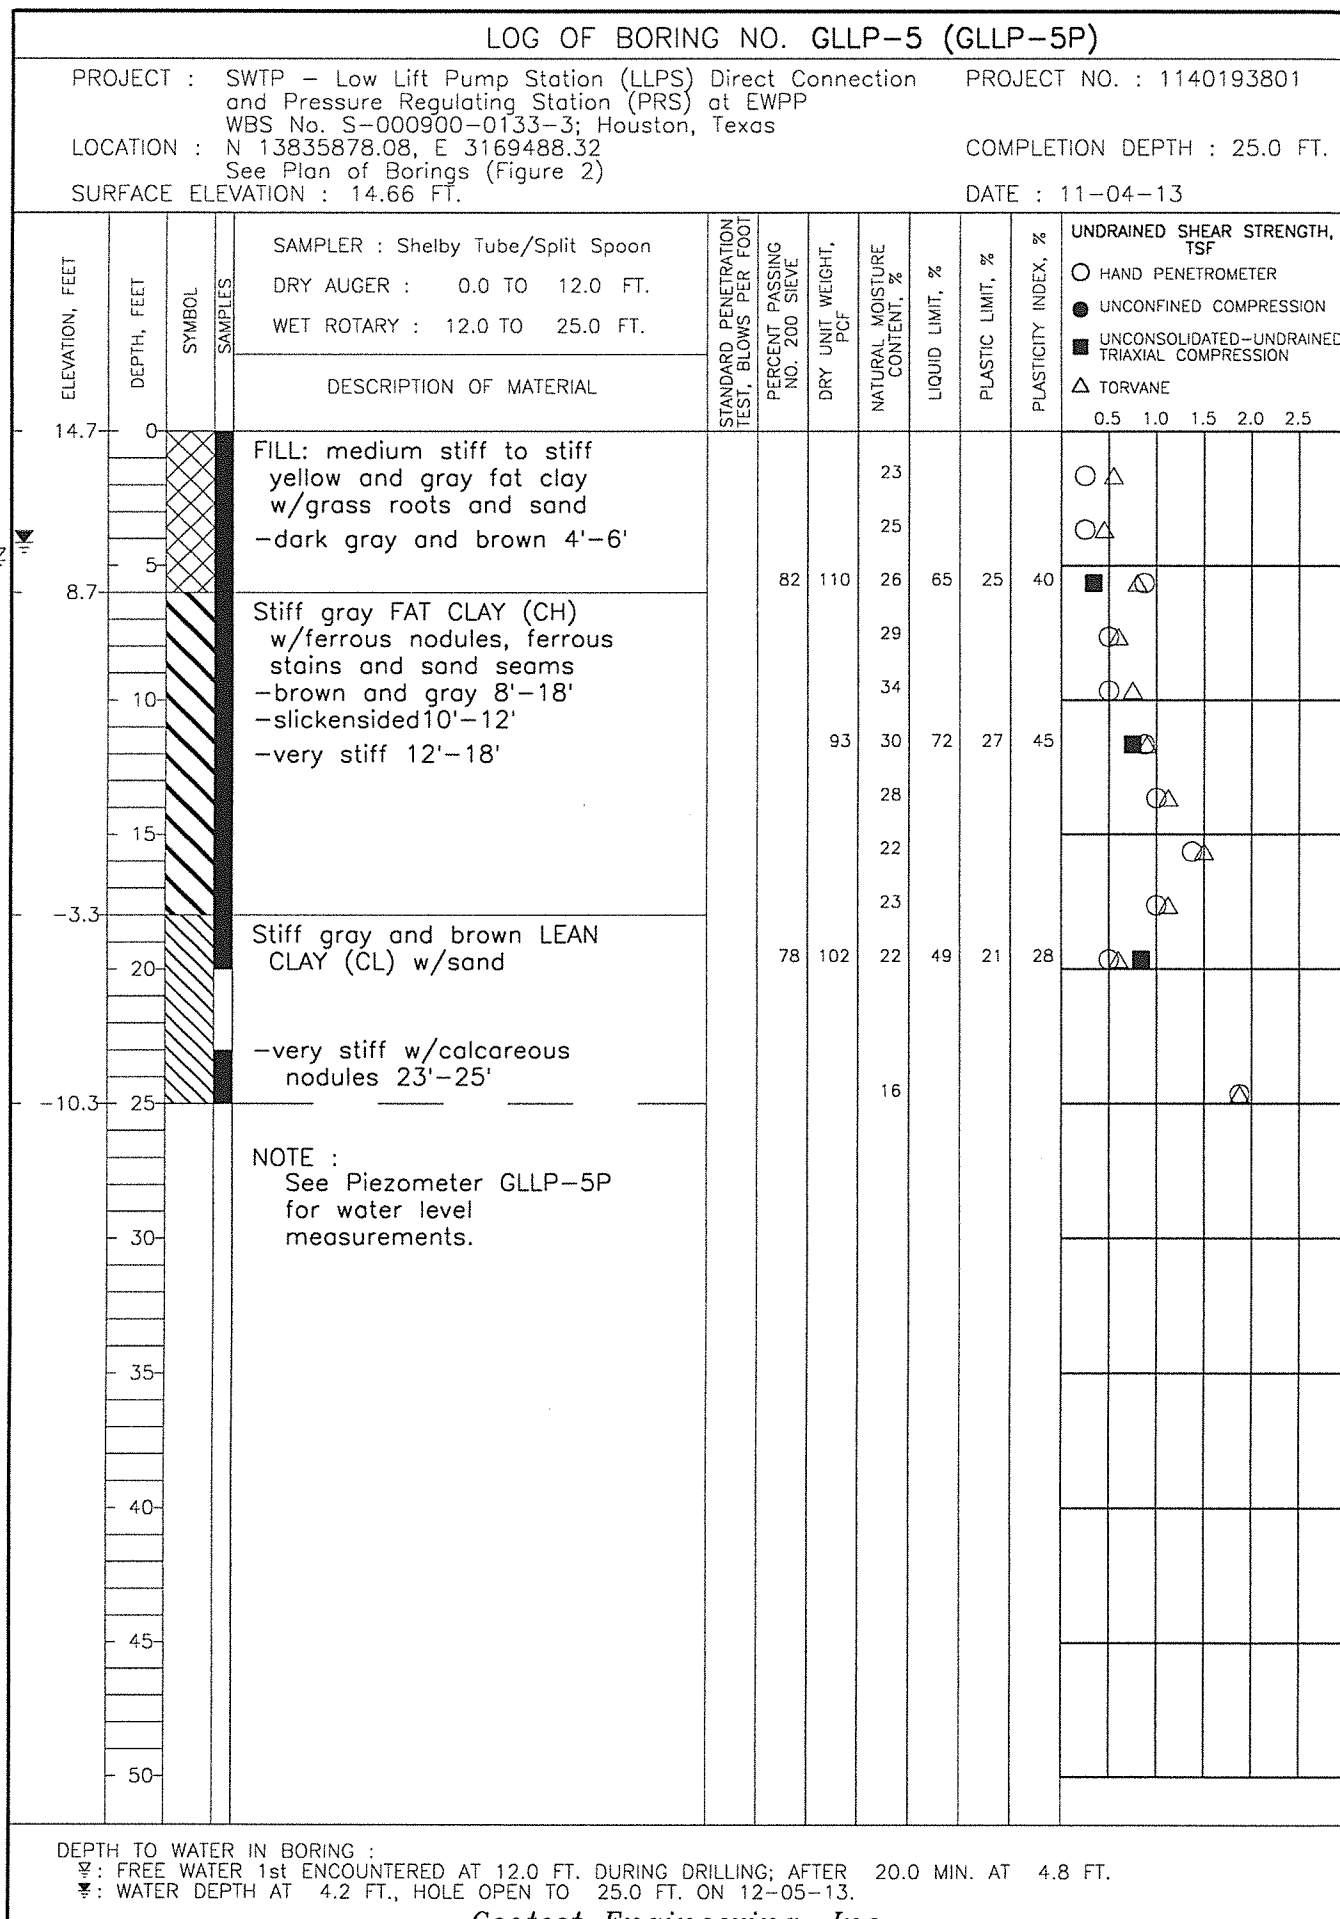 LOG OF BORING NO. GLLP-5 (GLLP-5P)
PROJECT : SWTP - Low Lift Pump Station (LLPS) Direct Connection PROJECT NO. : 1140193801
and Pressure Regulating Station (PRS) at EWPP
WBS No. S-000900-0133-3; Houston, Texas
LOCATION : N 13835878.08, E 3169488.32 COMPLETION DEPTH : 25.0 FT.
See Plan of Borings (Figure 2)
SURFACE ELEVATION : 14.66 FT. DATE : 11-04-13
ELEVATION, FEET
DEPTH, FEET
SYMBOL
SAMPLES
SAMPLER : Shelby Tube/Split Spoon
DRY AUGER : 0.0 TO 12.0 FT.
WET ROTARY : 12.0 TO 25.0 FT.
DESCRIPTION OF MATERIAL
STANDARD PENETRATION
TEST, BLOWS PER FOOT
PERCENT PASSING
NO. 200 SIEVE
DRY UNIT WEIGHT,
PCF
NATURAL MOISTURE
CONTENT, %
LIQUID LIMIT, %
PLASTIC LIMIT, %
PLASTICITY INDEX, %
UNDRAINED SHEAR STRENGTH,
TSF
HAND PENETROMETER
UNCONFINED COMPRESSION
UNCONSOLIDATED-UNDRAINED
TRIAXIAL COMPRESSION
TORVANE
0.5 1.0 1.5 2.0 2.5
14.7 0
FILL: medium stiff to stiff
yellow and gray fat clay 23
w/grass roots and sand
-dark gray and brown 4'-6' 25
5
82 110 26 65 25 40
8.7
Stiff gray FAT CLAY (CH)
w/ferrous nodules, ferrous 29
stains and sand seams
-brown and gray 8'-18' 34
10
-slickensided10'-12'
-very stiff 12'-18' 93 30 72 27 45
28
15
22
23
-3.3
Stiff gray and brown LEAN
CLAY (CL) w/sand 78 102 22 49 21 28
20
-very stiff w/calcareous
nodules 23'-25' 16
-10.3 25
NOTE :
See Piezometer GLLP-5P
for water level
30 measurements.
35
40
45
50
DEPTH TO WATER IN BORING :
: FREE WATER 1st ENCOUNTERED AT 12.0 FT. DURING DRILLING; AFTER 20.0 MIN. AT 4.8 FT.
: WATER DEPTH AT 4.2 FT., HOLE OPEN TO 25.0 FT. ON 12-05-13.